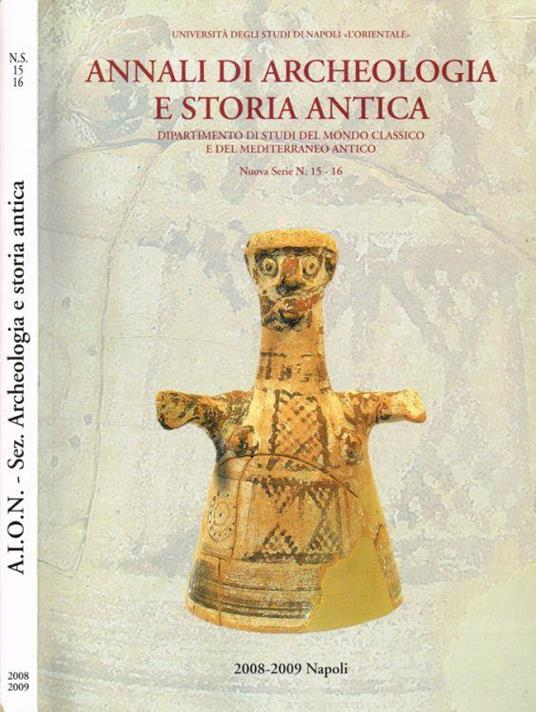 N.S.
15
16
A.I.O.N. - Sez. Archeologia e storia antica
2008
2009
UNIVERSITÀ DEGLI STUDI DI NAPOLI «L'ORIENTALE»
ANNALI DI ARCHEOLOGIA
E STORIA ANTICA
DIPARTIMENTO DI STUDI DEL MONDO CLASSICO
E DEL MEDITERRANEO ANTICO
Nuova Serie N. 15 - 16
2008-2009 Napoli